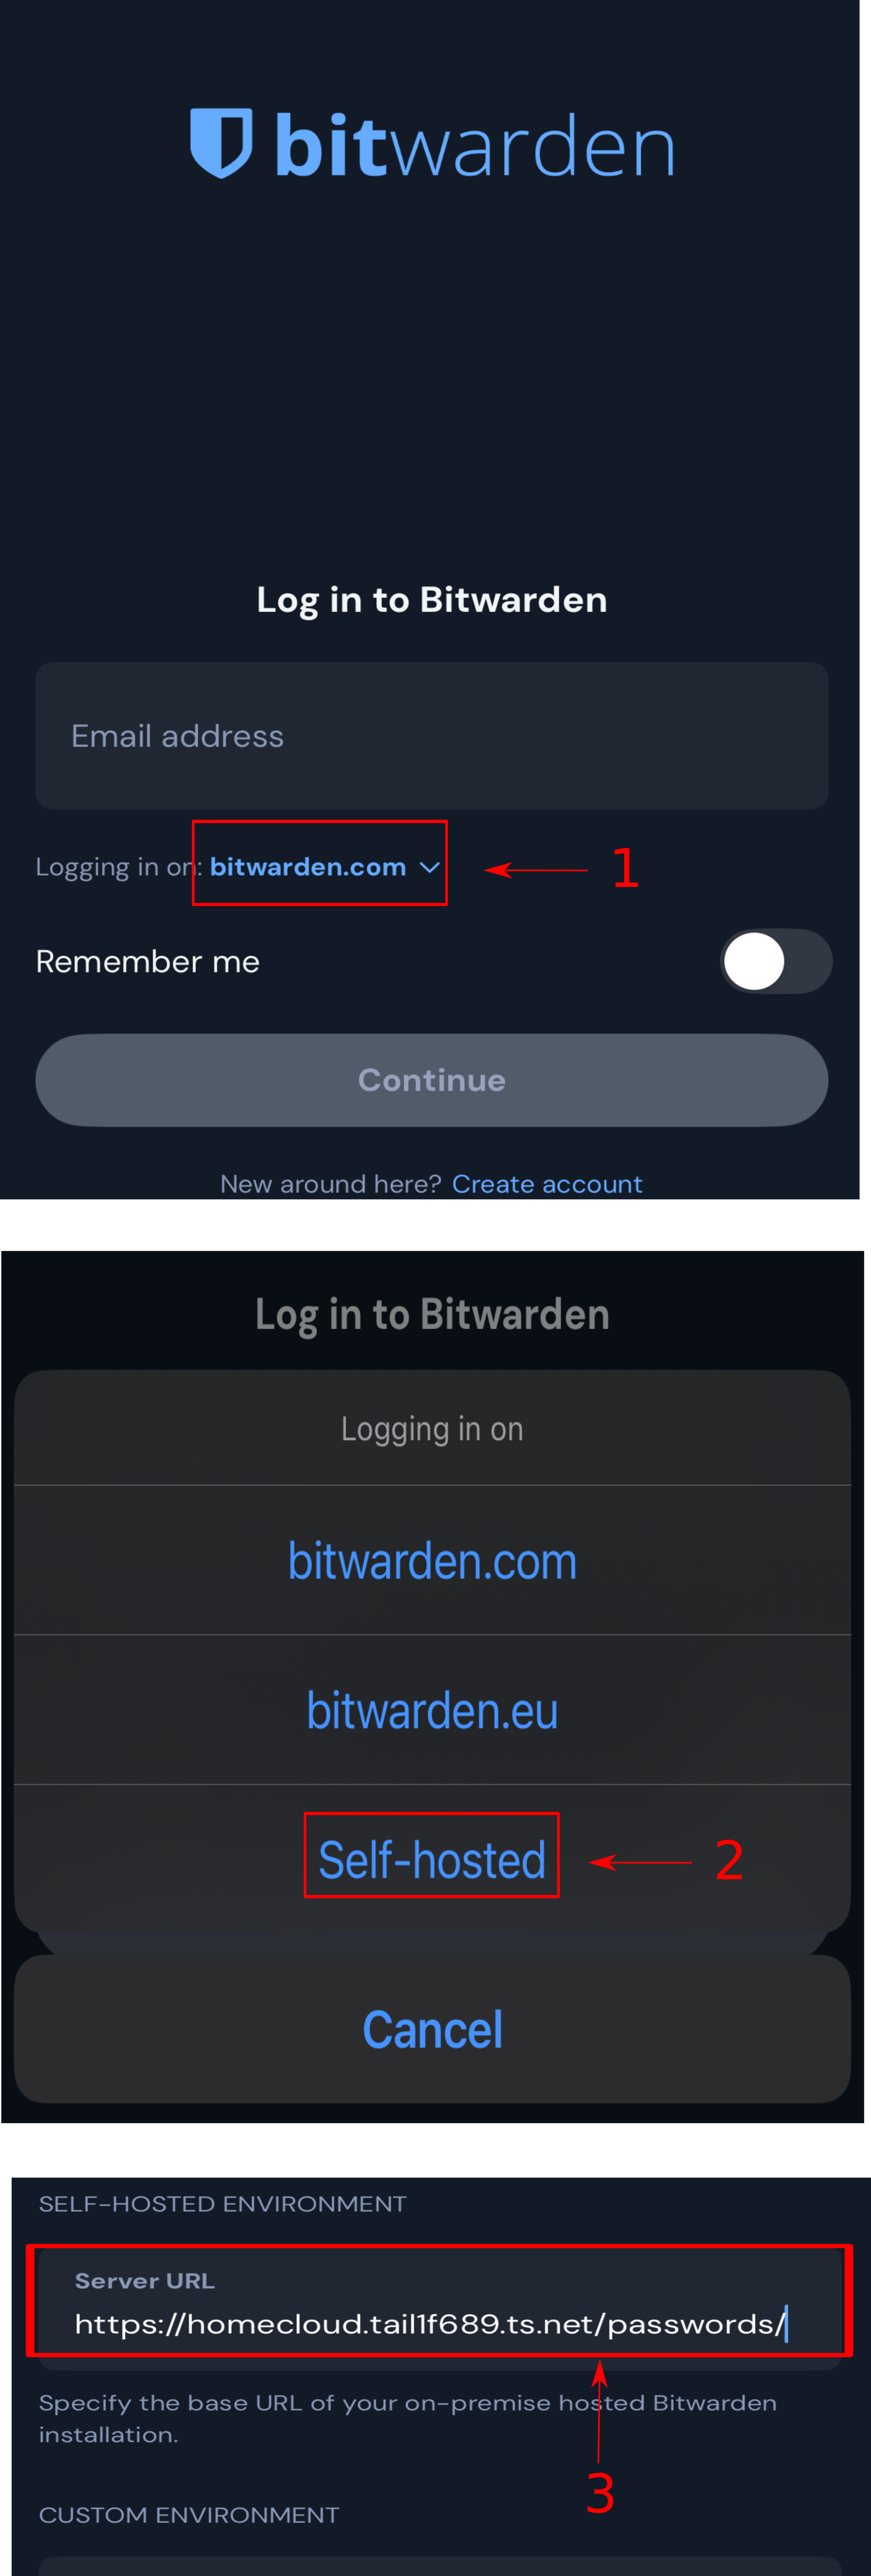 bitwarden
Log in to Bitwarden
Email address
Logging in on: bitwarden.com
1
Remember me
Continue
New around here? Create account
Log in to Bitwarden
Logging in on
bitwarden.com
bitwarden.eu
Self-hosted
2
Cancel
SELF-HOSTED ENVIRONMENT
Server URL
https://homecloud.tail1f689.ts.net/passwords/
Specify the base URL of your on-premise hosted Bitwarden
installation.
3
CUSTOM ENVIRONMENT